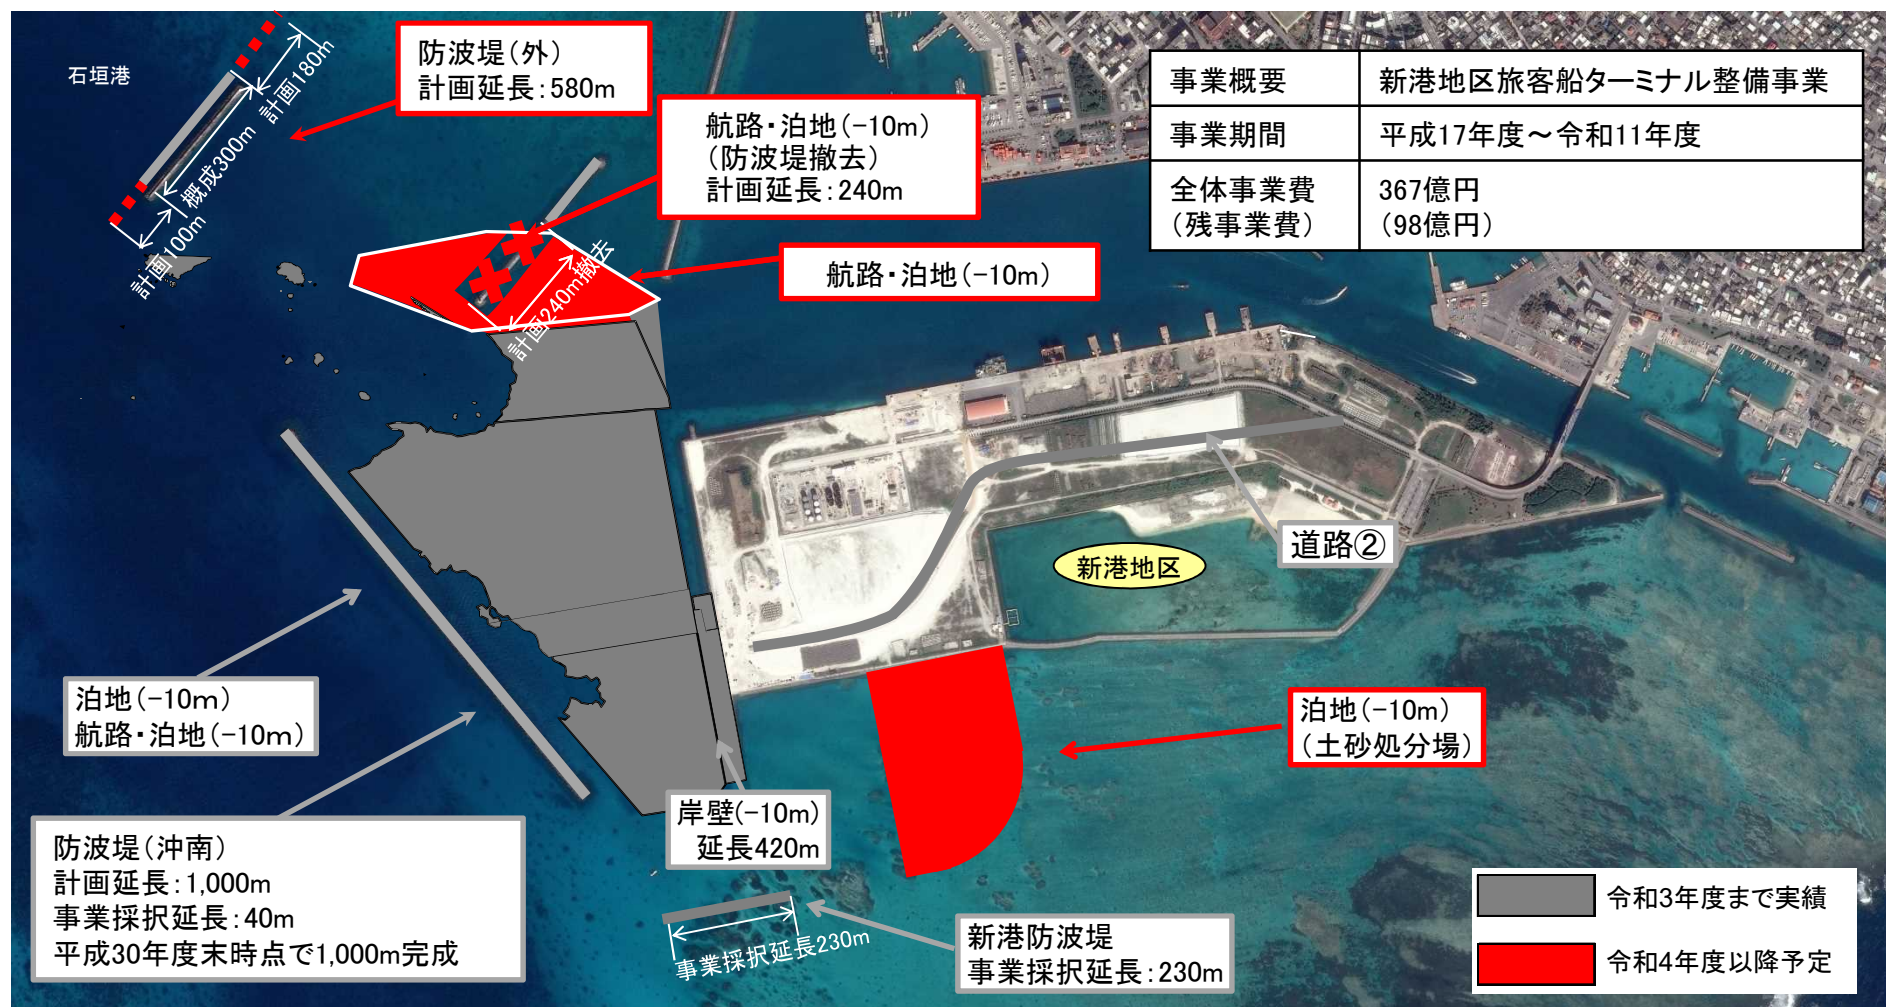 石垣港
計画180m
概成300m
計画100m
防波堤(外)
計画延長:580m
航路・泊地(-10m)
(防波堤撤去)
計画延長:240m
航路・泊地(-10m)
計画240m撤去
事業概要 新港地区旅客船ターミナル整備事業
事業期間 平成17年度～令和11年度
全体事業費 367億円
(残事業費) (98億円)
道路②
新港地区
泊地(-10m)
航路・泊地(-10m)
泊地(-10m)
(土砂処分場)
岸壁(-10m)
延長420m
防波堤(沖南)
計画延長:1,000m
事業採択延長:40m
平成30年度末時点で1,000m完成
事業採択延長230m
新港防波堤
事業採択延長:230m
令和3年度まで実績
令和4年度以降予定